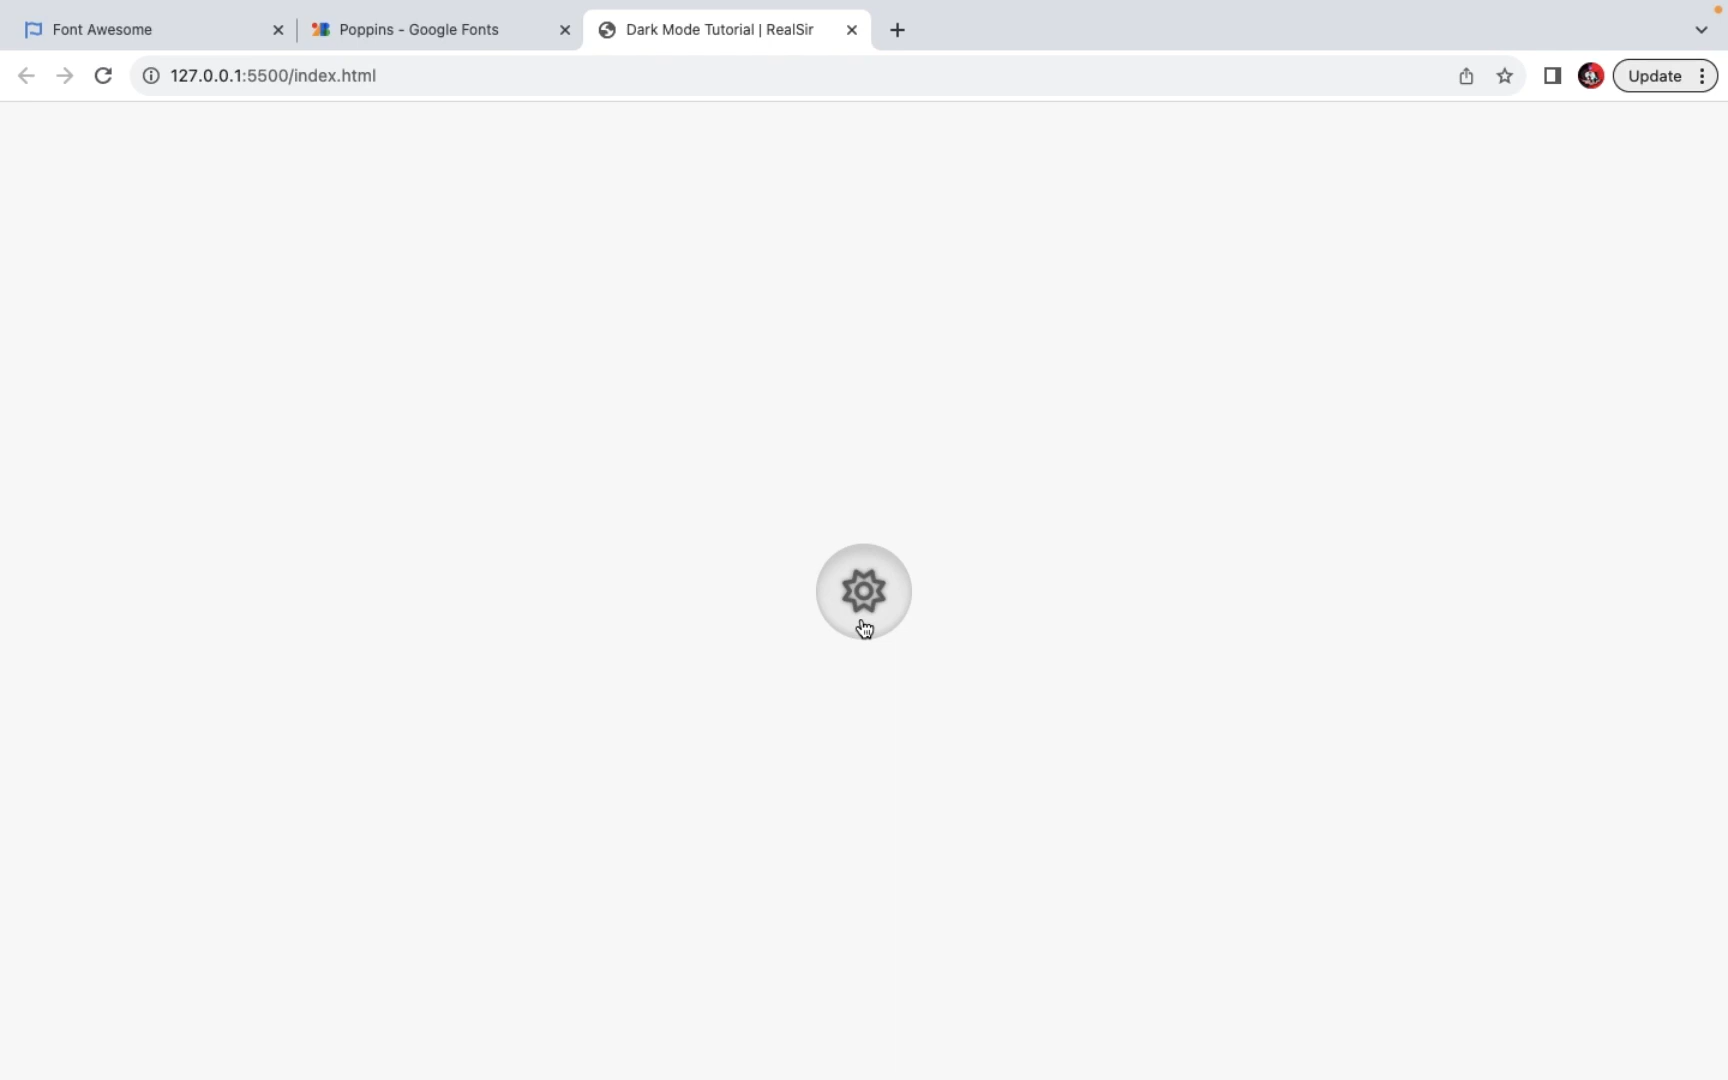 Font Awesome
Poppins - Google Fonts
Dark Mode Tutorial | RealSir
127.0.0.1:5500/index.html
Update